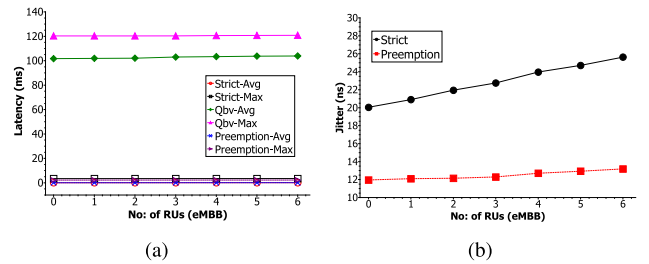 140
120
100
80
60
40
20
0
Latency (ms)
Strict-Avg
Strict-Max
Qbv-Avg
Qbv-Max
Preemption-Avg
Preemption-Max
0 1 2 3 4 5 6
No: of RUs (eMBB)
(a)
30
28
26
24
22
20
18
16
14
12
10
Jitter (ns)
Strict
Preemption
0 1 2 3 4 5 6
No: of RUs (eMBB)
(b)